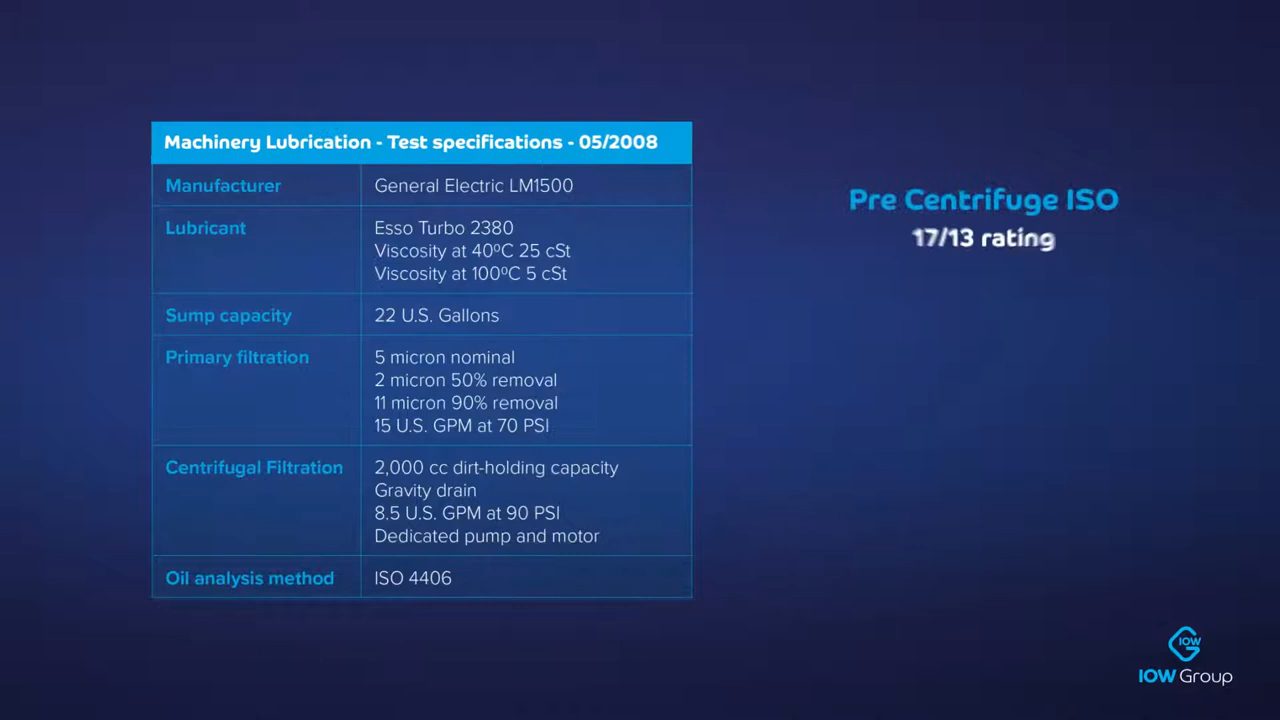 Machinery Lubrication - Test specifications - 05/2008
Manufacturer
General Electric LM1500
Lubricant
Esso Turbo 2380
Viscosity at 40ºC 25 cSt
Viscosity at 100ºC 5 cSt
Sump capacity
22 U.S. Gallons
Primary filtration
5 micron nominal
2 micron 50% removal
11 micron 90% removal
15 U.S. GPM at 70 PSI
Centrifugal Filtration
2,000 cc dirt-holding capacity
Gravity drain
8.5 U.S. GPM at 90 PSI
Dedicated pump and motor
Oil analysis method
ISO 4406
Pre Centrifuge ISO
17/13 rating
IOW
IOW Group